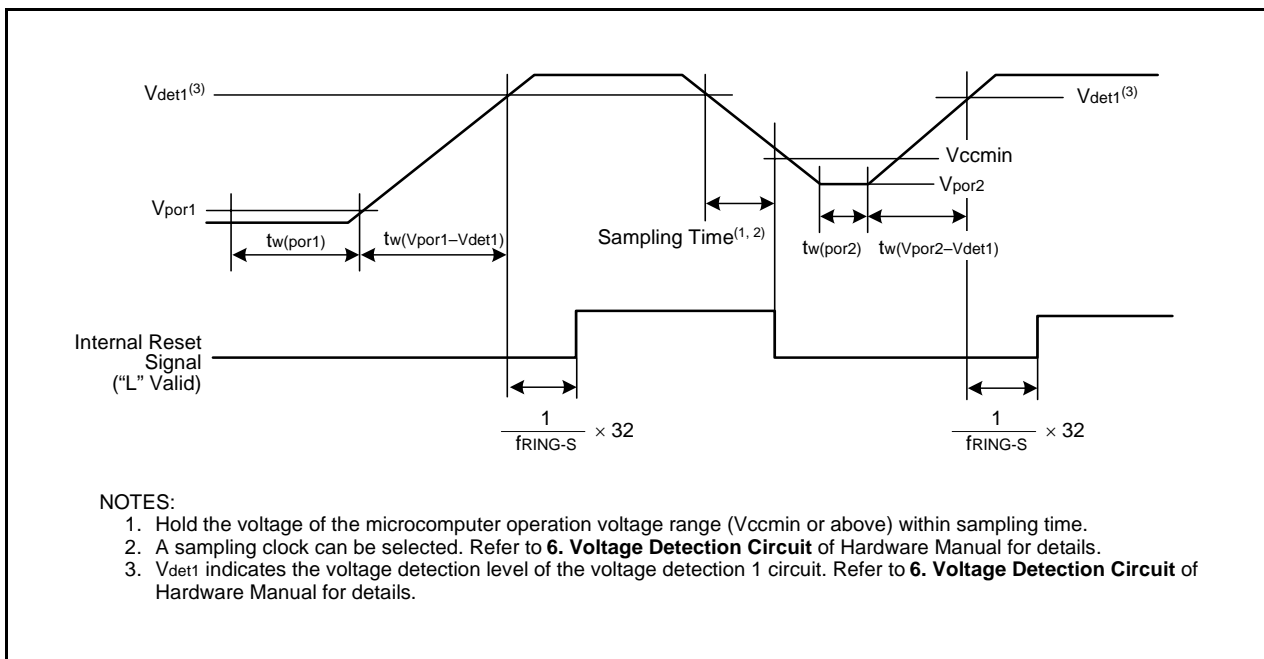 Vdet1(3)
Vdet1(3)
Vccmin
Vpor2
Vpor1
tw(por1)
tw(Vpor1–Vdet1)
Sampling Time(1, 2)
tw(por2)
tw(Vpor2–Vdet1)
Internal Reset
Signal
(“L” Valid)
1
fRING-S
× 32
1
fRING-S
× 32
NOTES:
1. Hold the voltage of the microcomputer operation voltage range (Vccmin or above) within sampling time.
2. A sampling clock can be selected. Refer to 6. Voltage Detection Circuit of Hardware Manual for details.
3. Vdet1 indicates the voltage detection level of the voltage detection 1 circuit. Refer to 6. Voltage Detection Circuit of
Hardware Manual for details.